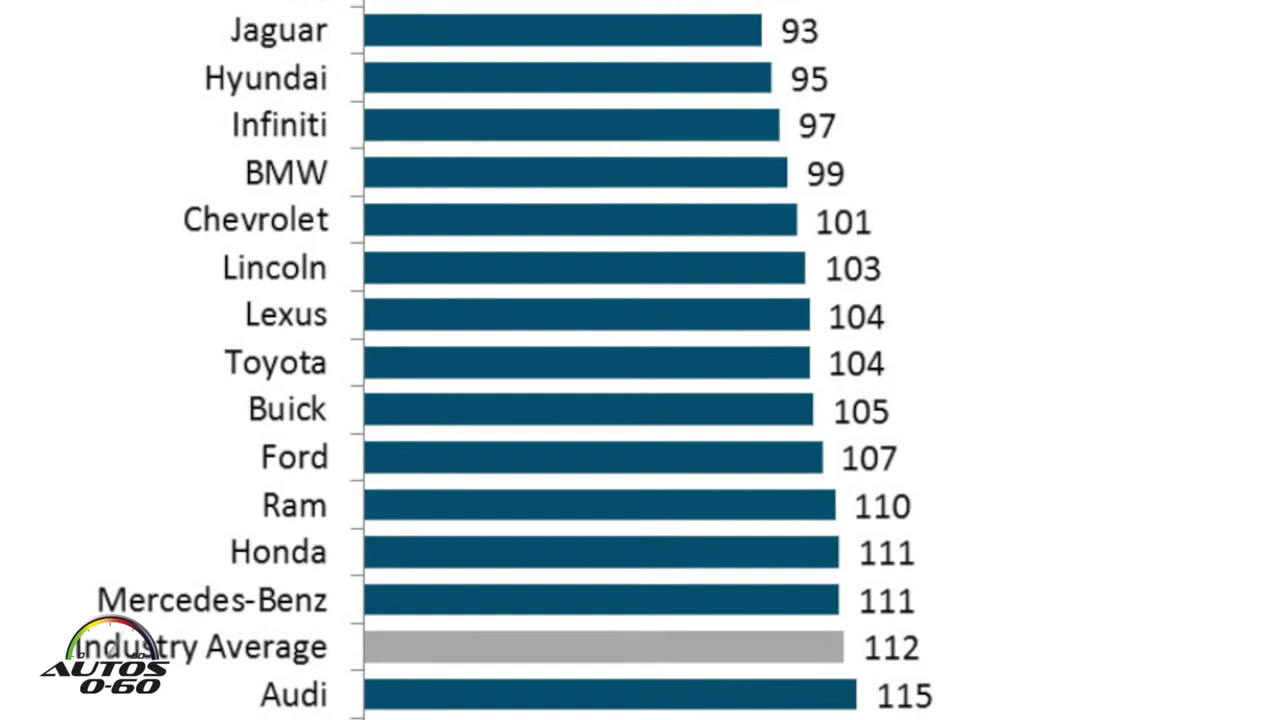 Jaguar 93
Hyundai 95
Infiniti 97
BMW 99
Chevrolet 101
Lincoln 103
Lexus 104
Toyota 104
Buick 105
Ford 107
Ram 110
Honda 111
Mercedes-Benz 111
Industry Average 112
AUTOS
0-60
Audi 115